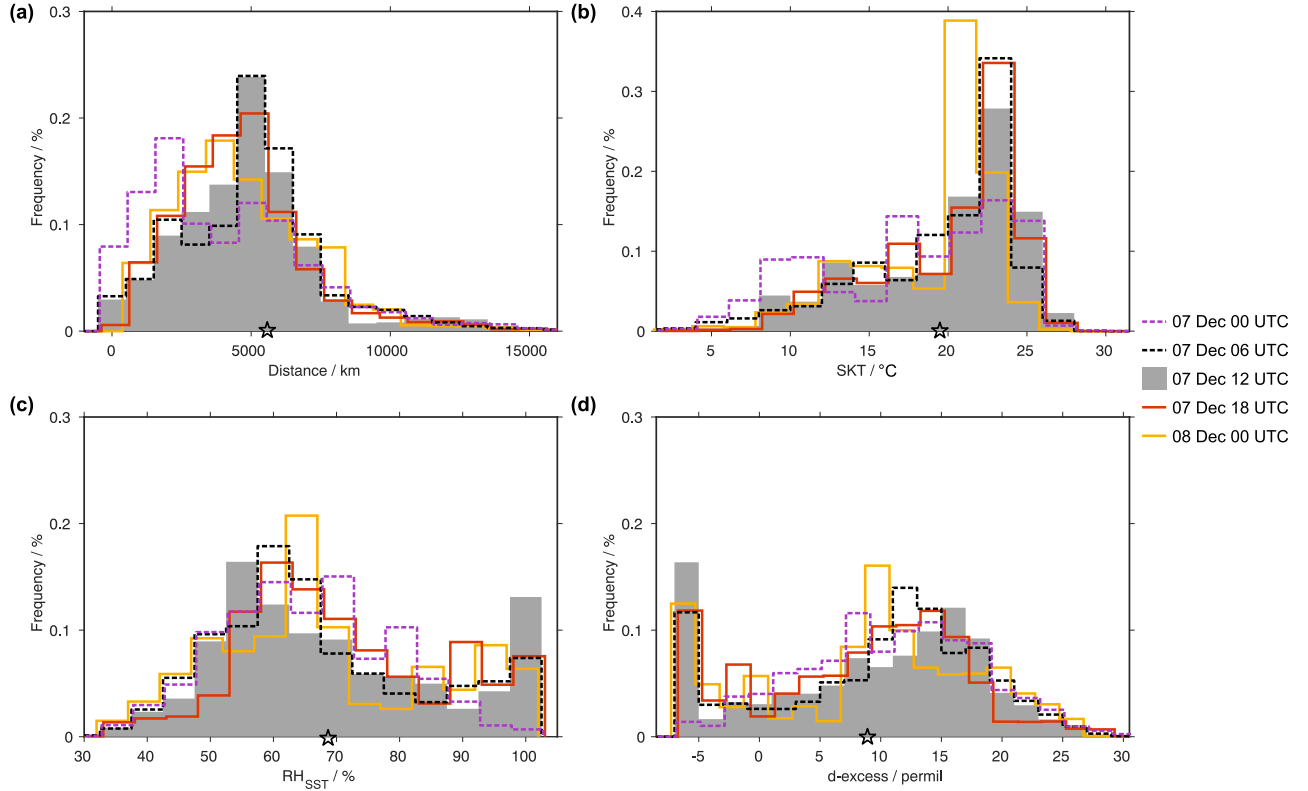 (a)
0.3
0.2
0.1
0
Frequency / %
0 5000 10000 15000
Distance / km
(b)
0.4
0.3
0.2
0.1
0
Frequency / %
5 10 15 20 25 30
SKT / °C
07 Dec 00 UTC
07 Dec 06 UTC
07 Dec 12 UTC
07 Dec 18 UTC
08 Dec 00 UTC
(c)
0.3
0.2
0.1
0
Frequency / %
30 40 50 60 70 80 90 100
RH_SST / %
(d)
0.3
0.2
0.1
0
Frequency / %
-5 0 5 10 15 20 25 30
d-excess / permil